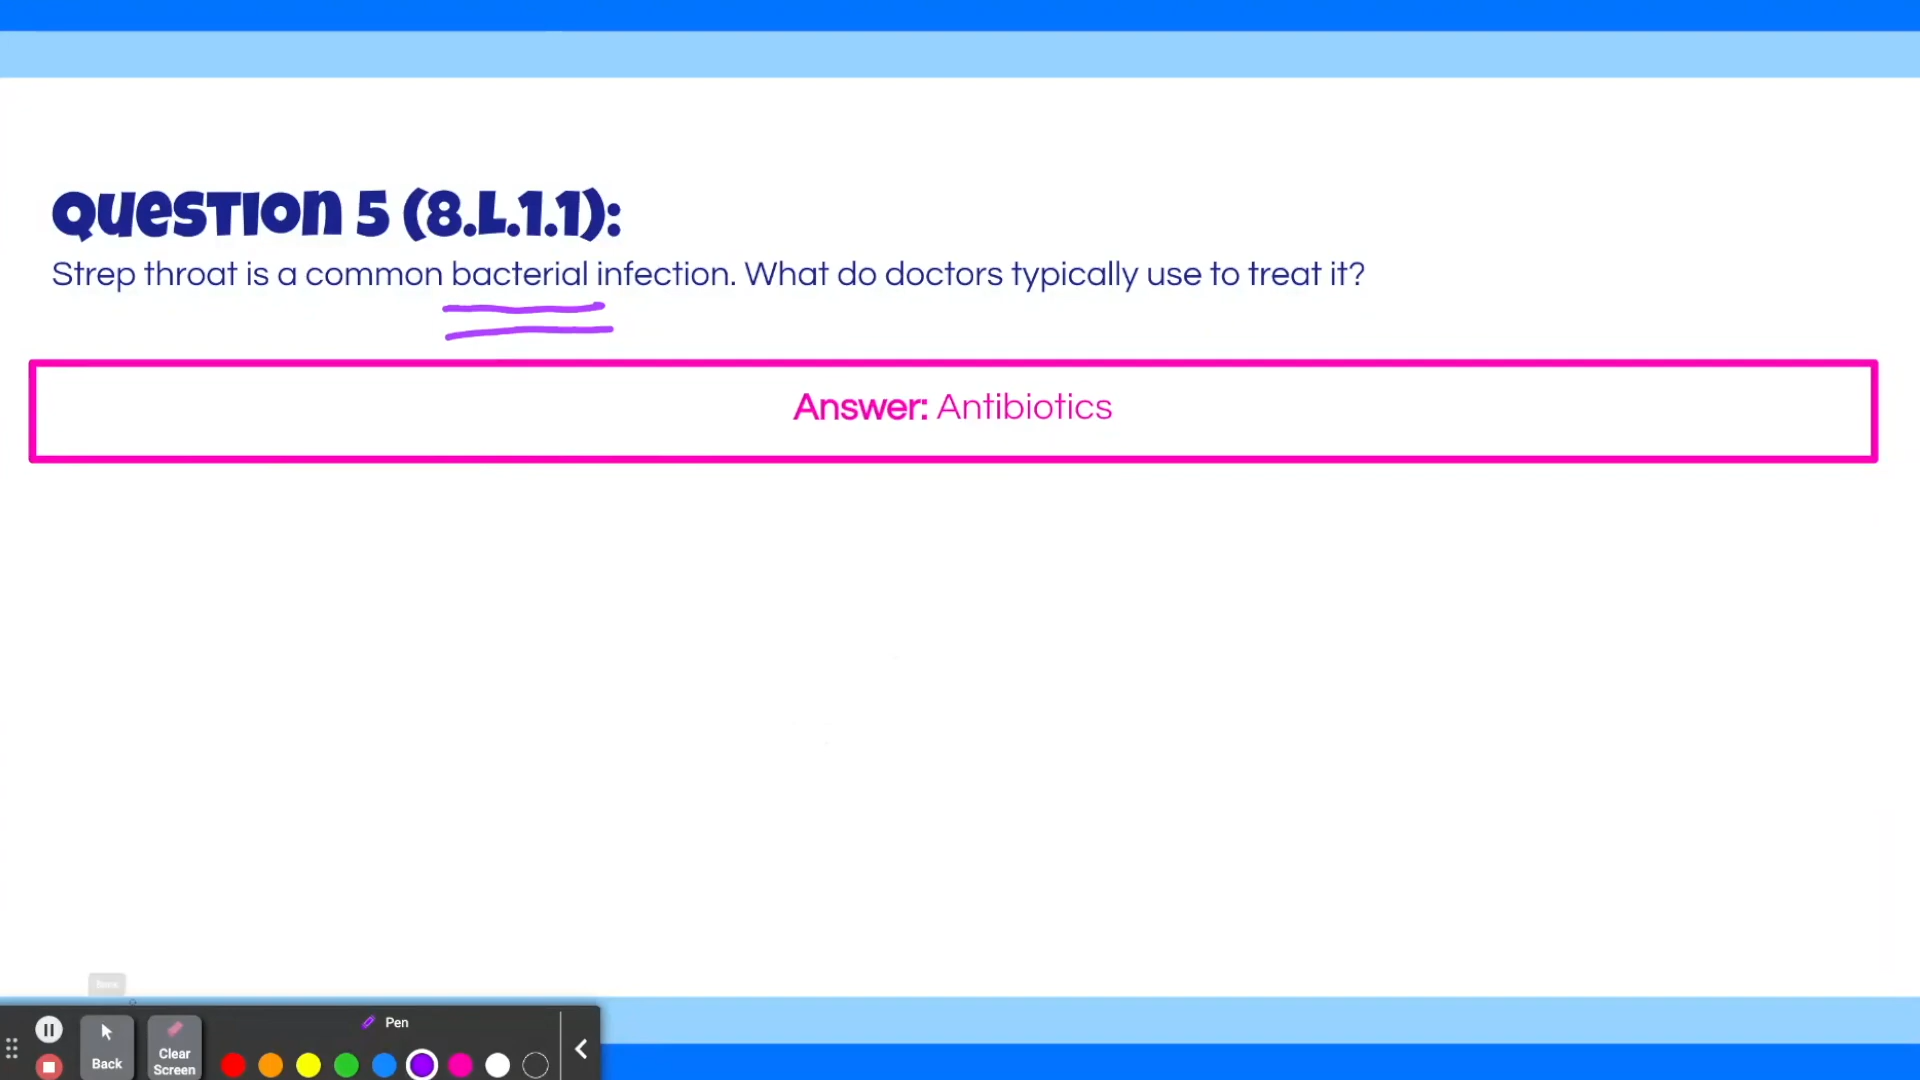 Question 5 (8.L.1.1):
Strep throat is a common bacterial infection. What do doctors typically use to treat it?
Answer: Antibiotics
Pen
Back
Clear
Screen